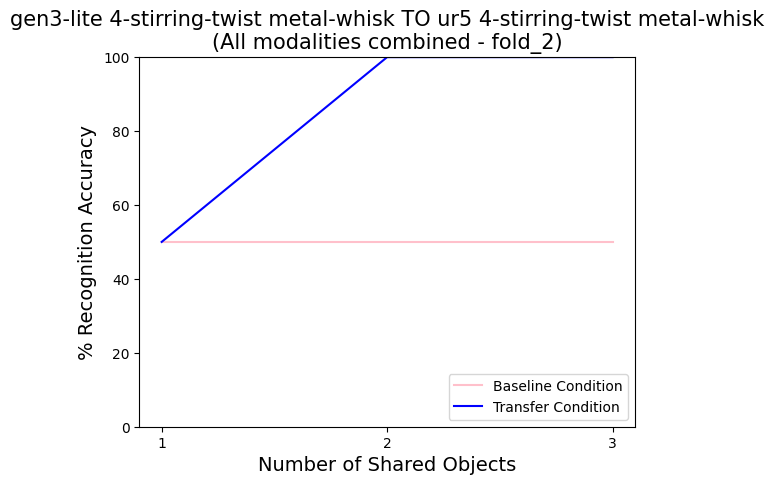 gen3-lite 4-stirring-twist metal-whisk TO ur5 4-stirring-twist metal-whisk
(All modalities combined - fold_2)
% Recognition Accuracy
100
80
60
40
20
0
Baseline Condition
Transfer Condition
1
2
3
Number of Shared Objects